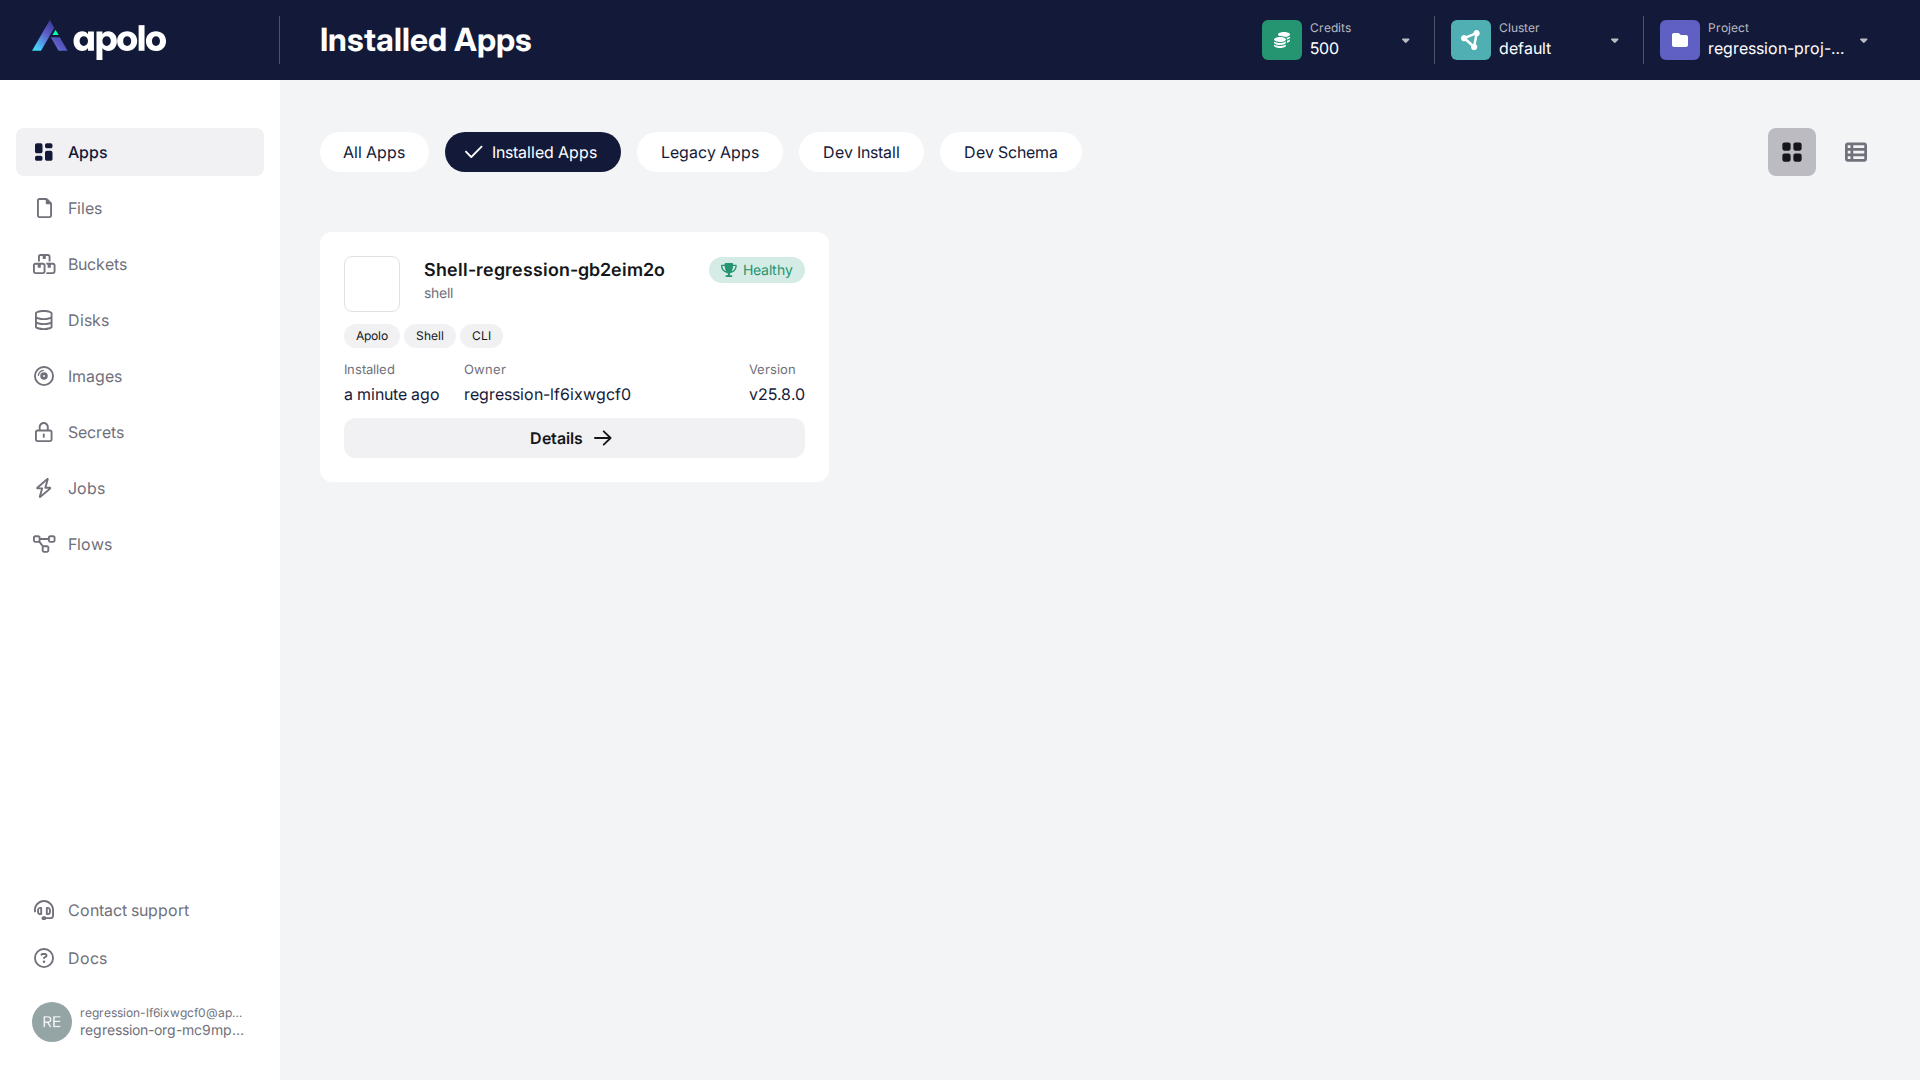 apolo
Installed Apps
Credits
500
Cluster
default
Project
regression-proj-...
Apps
Files
Buckets
Disks
Images
Secrets
Jobs
Flows
Contact support
Docs
RE
regression-lf6ixwgcf0@ap...
regression-org-mc9mp...
All Apps
Installed Apps
Legacy Apps
Dev Install
Dev Schema
Shell-regression-gb2eim2o
Healthy
shell
Apolo
Shell
CLI
Installed
Owner
Version
a minute ago
regression-lf6ixwgcf0
v25.8.0
Details